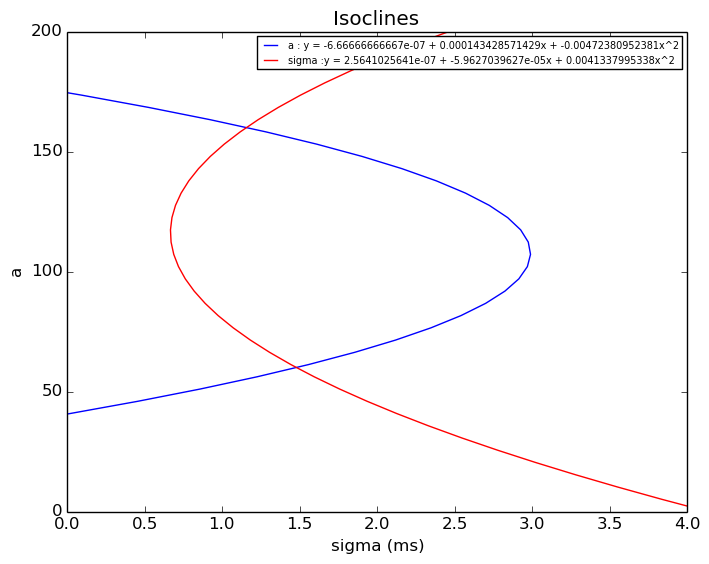 Isoclines
a : y = -6.66666666667e-07 + 0.000143428571429x + -0.00472380952381x^2
sigma :y = 2.5641025641e-07 + -5.9627039627e-05x + 0.0041337995338x^2
200
150
100
50
0
a
0.0 0.5 1.0 1.5 2.0 2.5 3.0 3.5 4.0
sigma (ms)